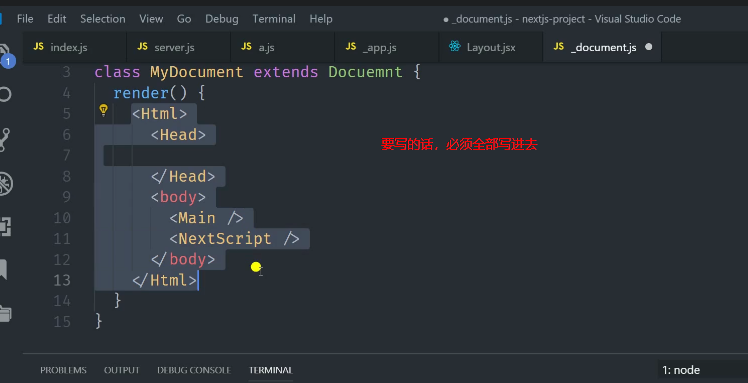 File Edit Selection View Go Debug Terminal Help ● _document.js - nextjs-project - Visual Studio Code
JS index.js JS server.js JS a.js JS _app.js Layout.jsx JS _document.js ●
3 class MyDocument extends Docuemnt {
4 render() {
5 <Html>
6 <Head>
要写的话，必须全部写进去
7
8 </Head>
9 <body>
10 <Main />
11 <NextScript />
12 </body>
13 </Html>
14 }
15 }
1
PROBLEMS OUTPUT DEBUG CONSOLE TERMINAL 1: node